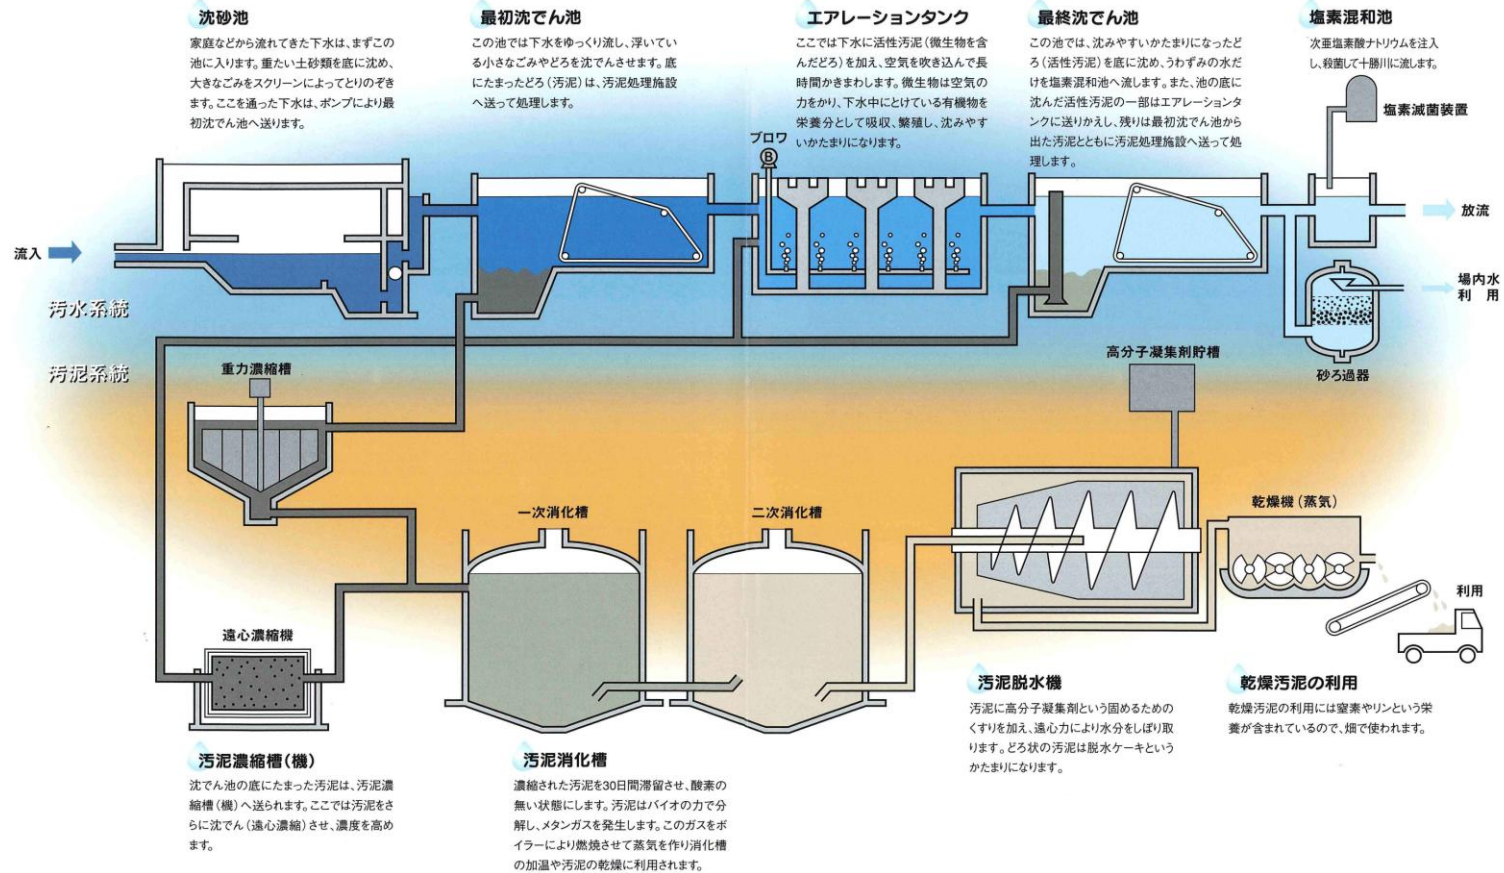 沈砂池
家庭などから流れてきた下水は、まずこの
池に入ります。重たい土砂類を底に沈め、
大きなごみをスクリーンによってとりのぞき
ます。ここを通った下水は、ポンプにより最
初沈でん池へ送ります。
最初沈でん池
この池では下水をゆっくり流し、浮いてい
る小さなごみやどろを沈でんさせます。底
にたまったどろ（汚泥）は、汚泥処理施設
へ送って処理します。
エアレーションタンク
ここでは下水に活性汚泥（微生物を含
んだどろ）を加え、空気を吹き込んで長
時間かきまわします。微生物は空気の
力をかり、下水中にとけている有機物を
栄養分として吸収、繁殖し、沈みやす
いかたまりになります。
最終沈でん池
この池では、沈みやすいかたまりになったど
ろ（活性汚泥）を底に沈め、うわずみの水だ
けを塩素混和池へ流します。また、池の底に
沈んだ活性汚泥の一部はエアレーションタ
ンクに送りかえし、残りは最初沈でん池から
出た汚泥とともに汚泥処理施設へ送って処
理します。
塩素混和池
次亜塩素酸ナトリウムを注入
し、殺菌して十勝川に流します。
塩素滅菌装置
ブロワ
B
流入
放流
場内水
利用
汚水系統
汚泥系統
重力濃縮槽
高分子凝集剤貯槽
砂ろ過器
一次消化槽
二次消化槽
乾燥機（蒸気）
利用
遠心濃縮機
汚泥脱水機
汚泥に高分子凝集剤という固めるための
くすりを加え、遠心力により水分をしぼり取
ります。どろ状の汚泥は脱水ケーキという
かたまりになります。
乾燥汚泥の利用
乾燥汚泥の利用には窒素やリンという栄
養が含まれているので、畑で使われます。
汚泥濃縮槽（機）
沈でん池の底にたまった汚泥は、汚泥濃
縮槽（機）へ送られます。ここでは汚泥をさ
らに沈でん（遠心濃縮）させ、濃度を高め
ます。
汚泥消化槽
濃縮された汚泥を30日間滞留させ、酸素の
無い状態にします。汚泥はバイオの力で分
解し、メタンガスを発生します。このガスをボ
イラーにより燃焼させて蒸気を作り消化槽
の加温や汚泥の乾燥に利用されます。